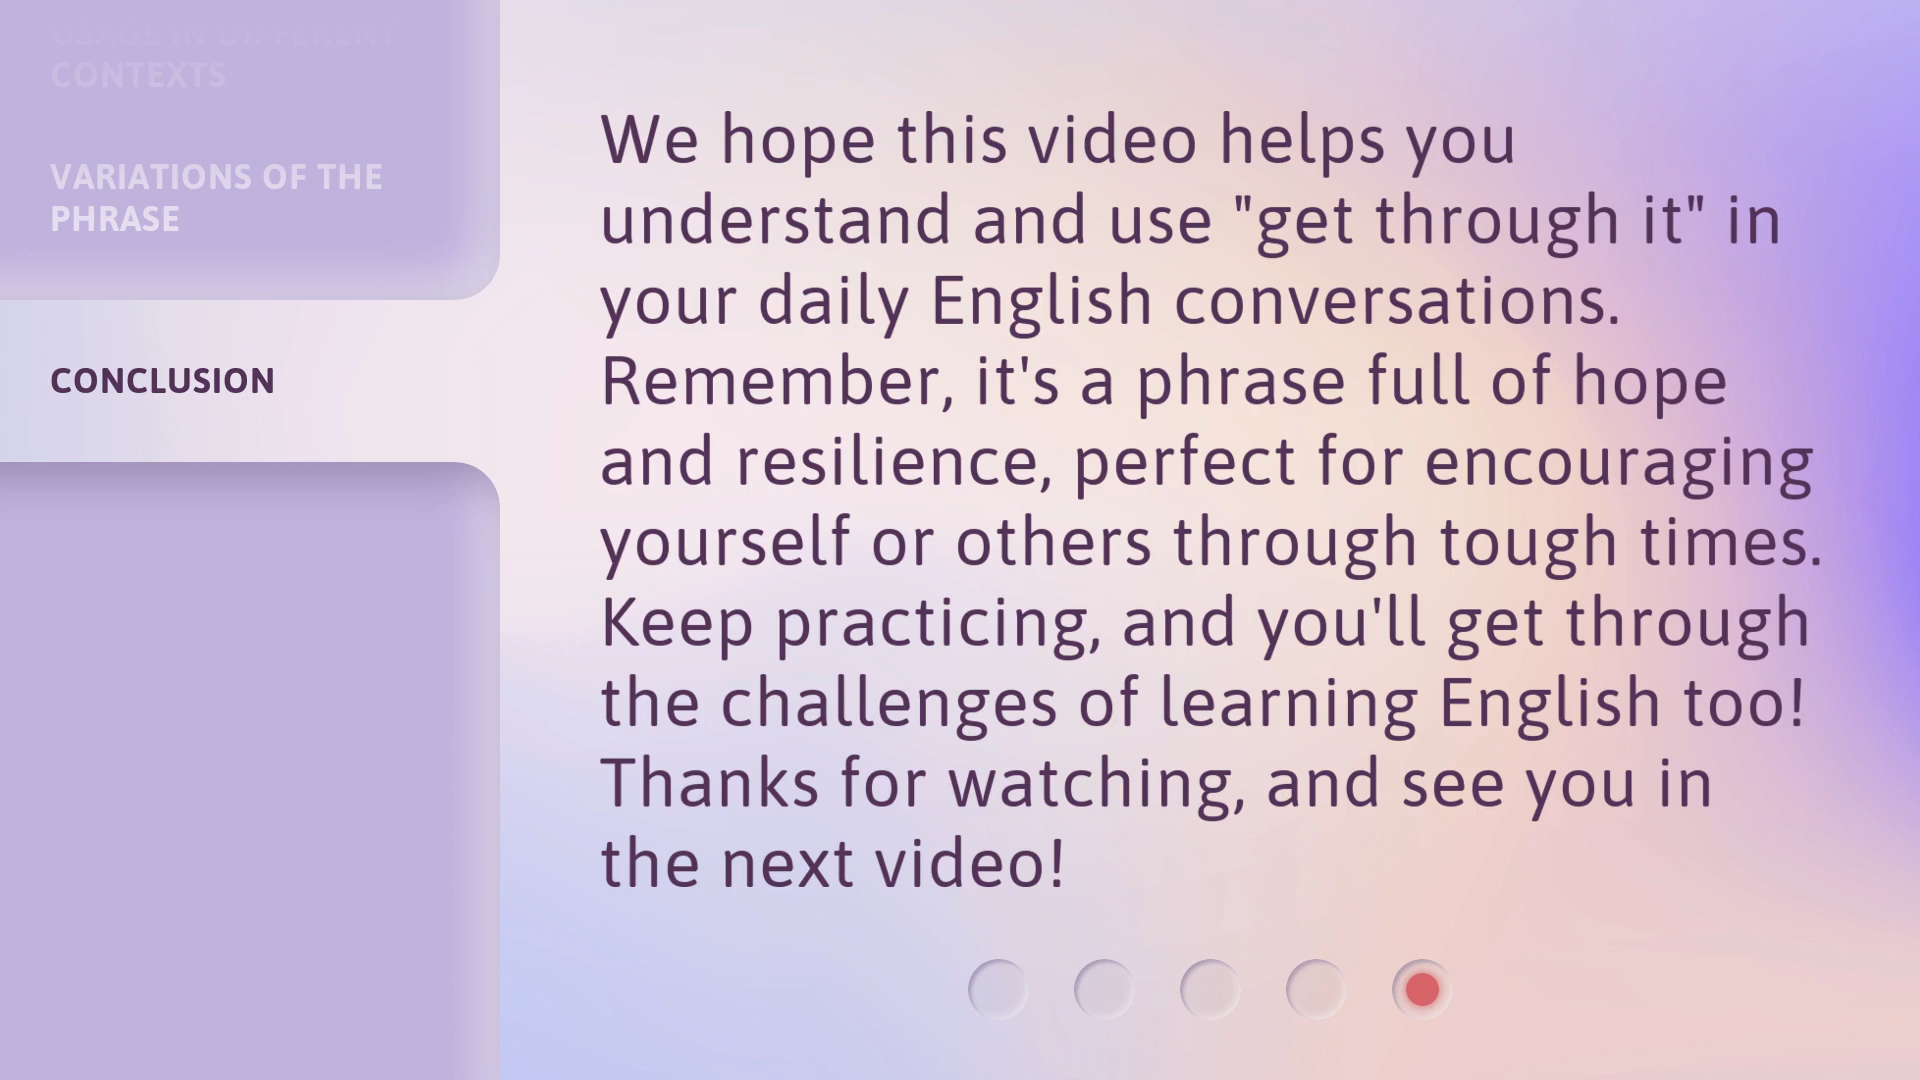 USAGE IN DIFFERENT
CONTEXTS
VARIATIONS OF THE
PHRASE
CONCLUSION
We hope this video helps you
understand and use "get through it" in
your daily English conversations.
Remember, it's a phrase full of hope
and resilience, perfect for encouraging
yourself or others through tough times.
Keep practicing, and you'll get through
the challenges of learning English too!
Thanks for watching, and see you in
the next video!